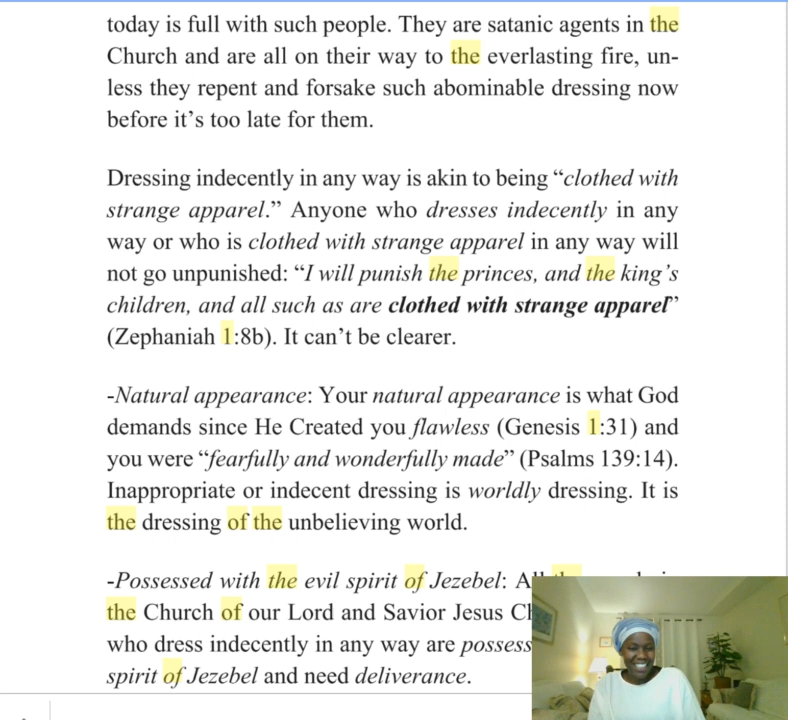 today is full with such people. They are satanic agents in the
Church and are all on their way to the everlasting fire, un-
less they repent and forsake such abominable dressing now
before it’s too late for them.
Dressing indecently in any way is akin to being “clothed with
strange apparel.” Anyone who dresses indecently in any
way or who is clothed with strange apparel in any way will
not go unpunished: “I will punish the princes, and the king’s
children, and all such as are clothed with strange apparel”
(Zephaniah 1:8b). It can’t be clearer.
-Natural appearance: Your natural appearance is what God
demands since He Created you flawless (Genesis 1:31) and
you were “fearfully and wonderfully made” (Psalms 139:14).
Inappropriate or indecent dressing is worldly dressing. It is
the dressing of the unbelieving world.
-Possessed with the evil spirit of Jezebel:
the Church of our Lord and Savior Jesus
who dress indecently in any way are
spirit of Jezebel and need deliverance.